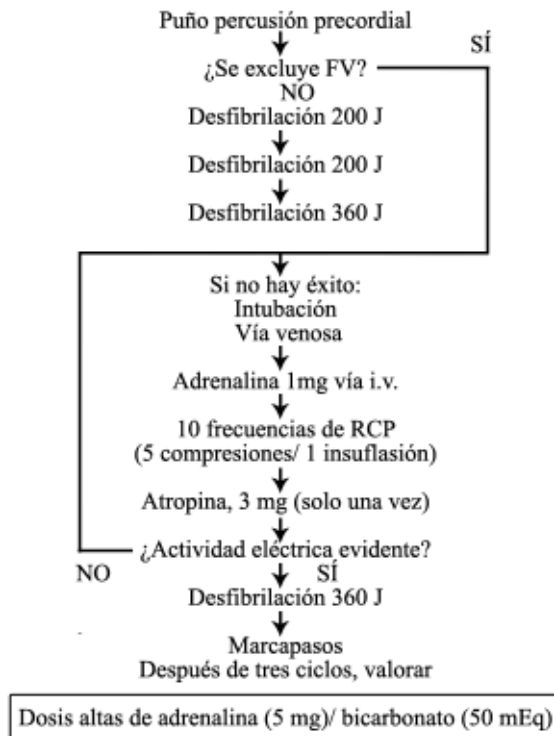 Puño percusión precordial
SÍ
¿Se excluye FV?
NO
Desfibrilación 200 J
Desfibrilación 200 J
Desfibrilación 360 J
Si no hay éxito:
Intubación
Vía venosa
Adrenalina 1mg vía i.v.
10 frecuencias de RCP
(5 compresiones/ 1 insuflasión)
Atropina, 3 mg (solo una vez)
¿Actividad eléctrica evidente?
NO SÍ
Desfibrilación 360 J
Marcapasos
Después de tres ciclos, valorar
Dosis altas de adrenalina (5 mg)/ bicarbonato (50 mEq)